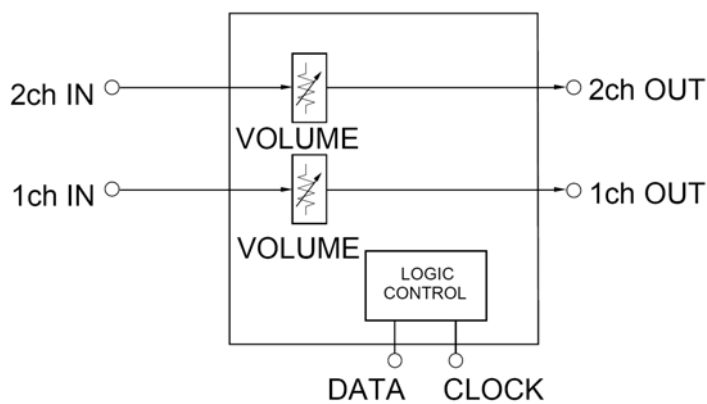 2ch IN
2ch OUT
VOLUME
1ch IN
1ch OUT
VOLUME
LOGIC
CONTROL
DATA
CLOCK